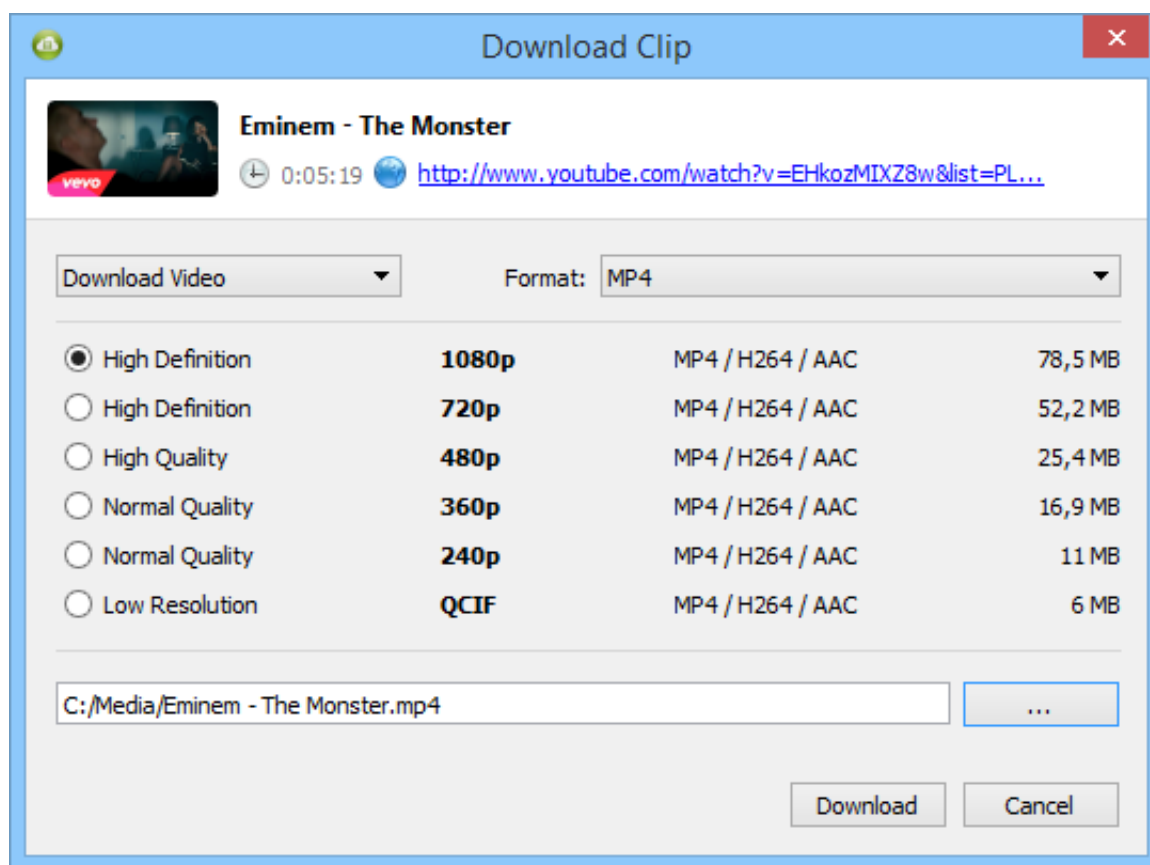 Download Clip
Eminem - The Monster
vevo
0:05:19 http://www.youtube.com/watch?v=EHkozMIXZ8w&list=PL...
Download Video Format: MP4
High Definition 1080p MP4 / H264 / AAC 78,5 MB
High Definition 720p MP4 / H264 / AAC 52,2 MB
High Quality 480p MP4 / H264 / AAC 25,4 MB
Normal Quality 360p MP4 / H264 / AAC 16,9 MB
Normal Quality 240p MP4 / H264 / AAC 11 MB
Low Resolution QCIF MP4 / H264 / AAC 6 MB
C:/Media/Eminem - The Monster.mp4 ...
Download Cancel